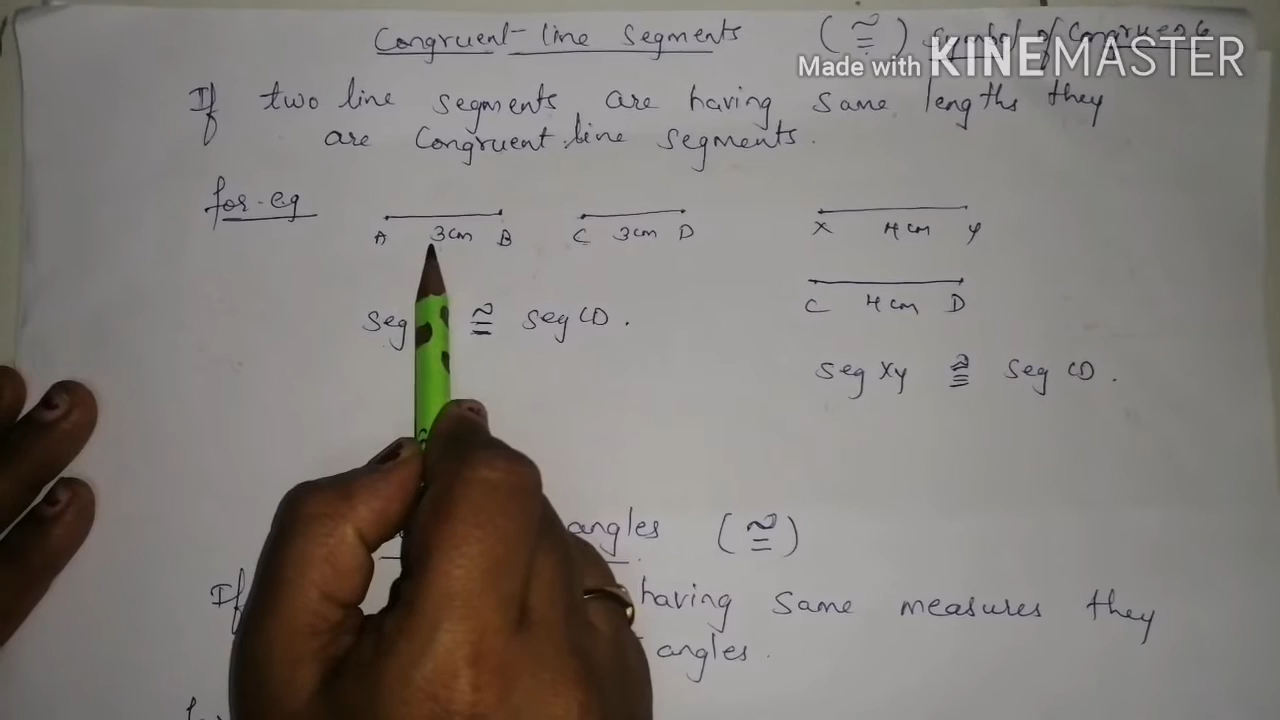 Congruent line segments (≅) symbol of
Made with KINEMASTER
If two line segments are having same lengths they
are congruent line segments.
for.eg
A 3cm B C 3cm D X 4cm Y
C 4cm D
seg ≅ seg CD.
seg XY ≅ seg CD.
angles (≅)
If having same measures they
angles.